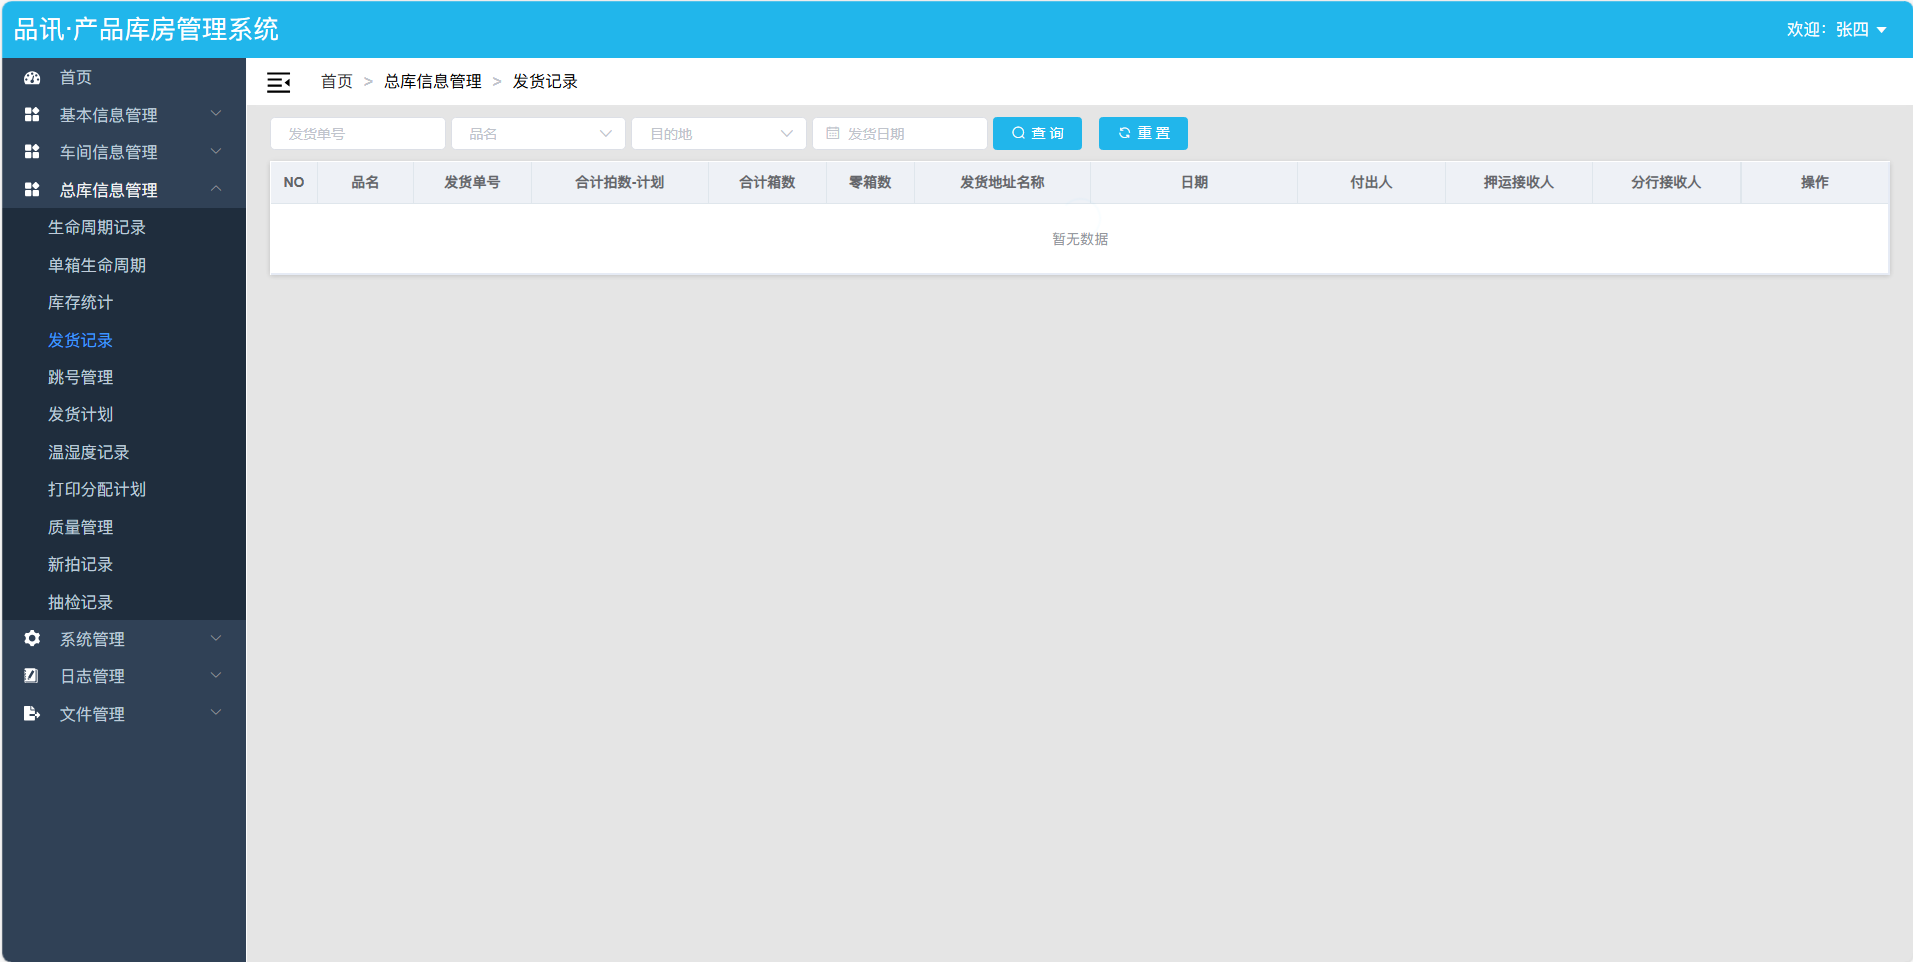 品讯·产品库房管理系统
欢迎：张四
首页
基本信息管理
车间信息管理
总库信息管理
生命周期记录
单箱生命周期
库存统计
发货记录
跳号管理
发货计划
温湿度记录
打印分配计划
质量管理
新拍记录
抽检记录
系统管理
日志管理
文件管理
首页 > 总库信息管理 > 发货记录
发货单号 品名 目的地 发货日期 查询 重置
NO 品名 发货单号 合计拍数-计划 合计箱数 零箱数 发货地址名称 日期 付出人 押运接收人 分行接收人 操作
暂无数据